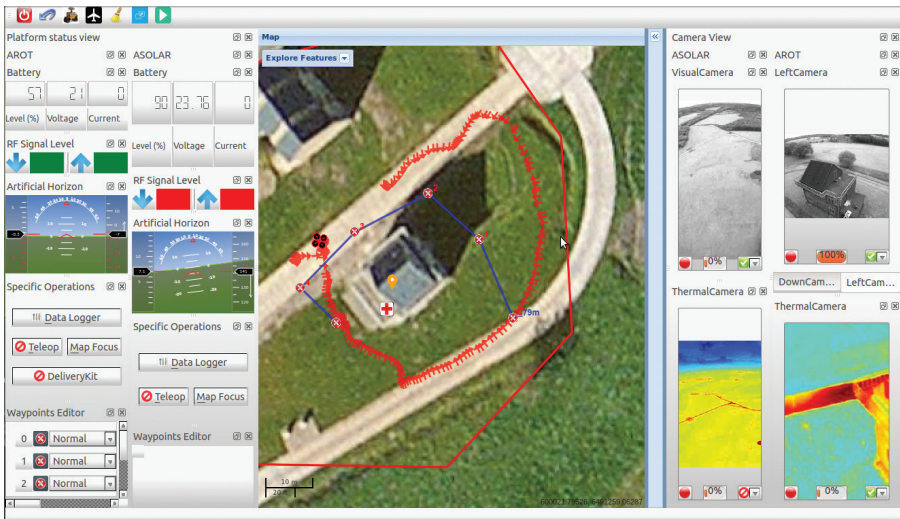 Platform status view
AROT
Battery
57 21 0
Level (%) Voltage Current
RF Signal Level
Artificial Horizon
Specific Operations
Data Logger
Teleop Map Focus
DeliveryKit
Waypoints Editor
0 Normal
1 Normal
2 Normal
ASOLAR
Battery
90 23.76 0
Level (%) Voltage Current
RF Signal Level
Artificial Horizon
Specific Operations
Data Logger
Teleop Map Focus
Waypoints Editor
Map
Explore Features
2
4
79m
10 m
Camera View
ASOLAR
VisualCamera
0%
ThermalCamera
0%
AROT
LeftCamera
100%
DownCam... LeftCam...
ThermalCamera
0%